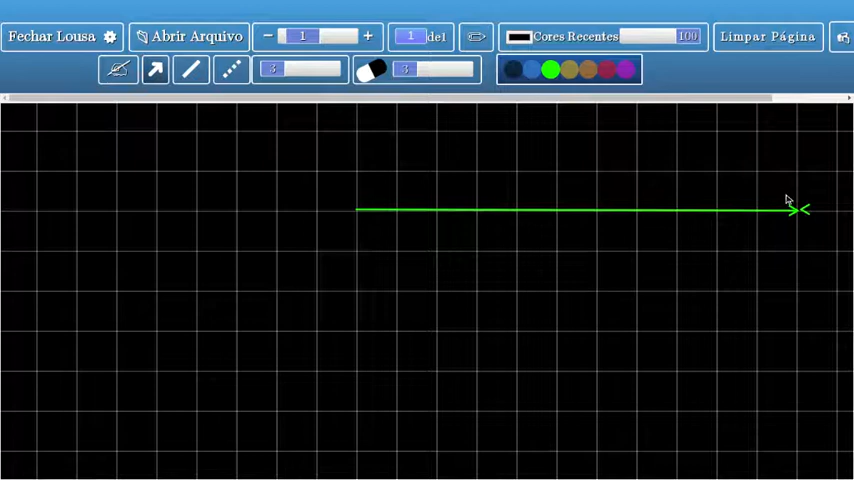 Fechar Lousa Abrir Arquivo − 1 + 1 de1 Cores Recentes 100 Limpar Página
3 3